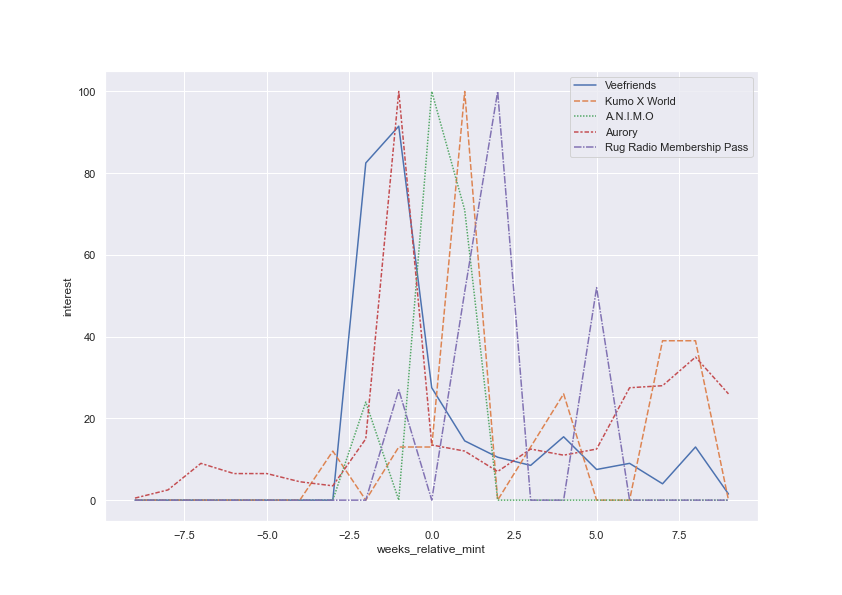 Veefriends
Kumo X World
A.N.I.M.O
Aurory
Rug Radio Membership Pass
100
80
60
40
20
0
interest
−7.5
−5.0
−2.5
0.0
2.5
5.0
7.5
weeks_relative_mint